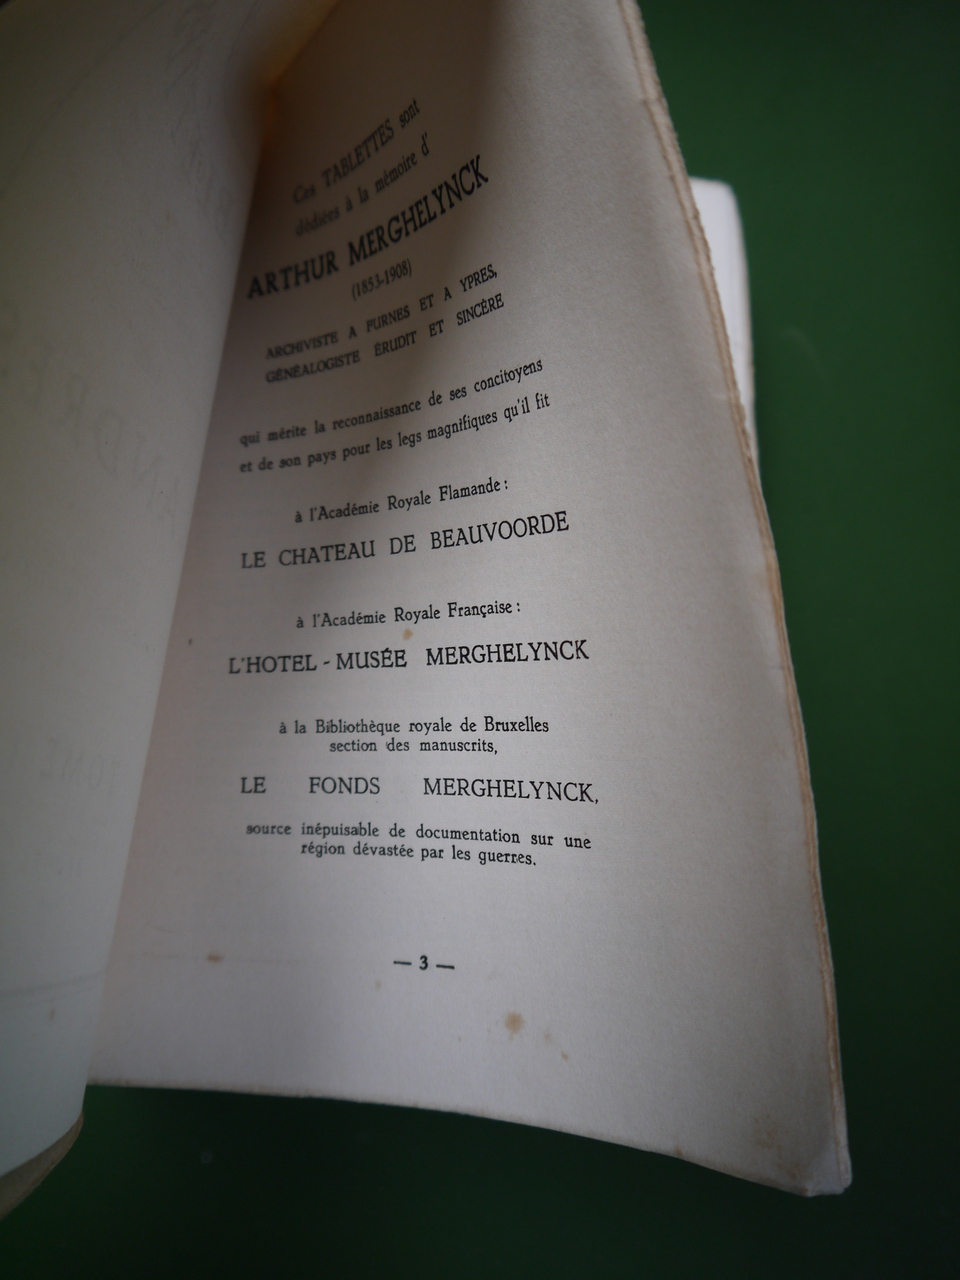 Ces TABLETTES sont
dédiées à la mémoire d'
ARTHUR MERGHELYNCK
(1853-1908)
ARCHIVISTE A FURNES ET A YPRES,
GÉNÉALOGISTE ÉRUDIT ET SINCÈRE
qui mérite la reconnaissance de ses concitoyens
et de son pays pour les legs magnifiques qu'il fit
à l'Académie Royale Flamande :
LE CHATEAU DE BEAUVOORDE
à l'Académie Royale Française :
L'HOTEL - MUSÉE MERGHELYNCK
à la Bibliothèque royale de Bruxelles
section des manuscrits,
LE FONDS MERGHELYNCK,
source inépuisable de documentation sur une
région dévastée par les guerres.
— 3 —